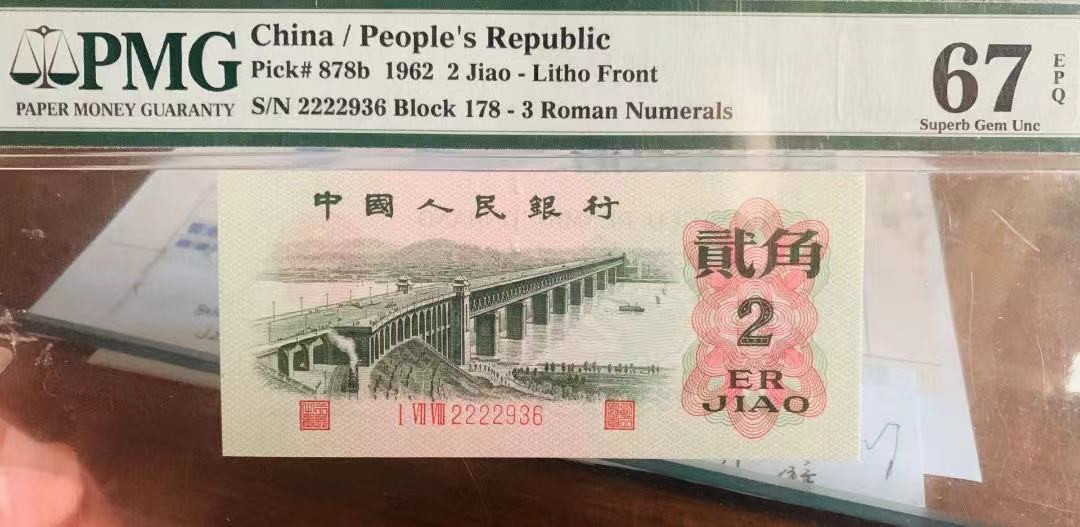 PMG
PAPER MONEY GUARANTY
China / People's Republic
Pick# 878b 1962 2 Jiao - Litho Front
S/N 2222936 Block 178 - 3 Roman Numerals
67
EPQ
Superb Gem Unc
中國人民銀行
貳角
2
ER
JIAO
I VII VIII 2222936